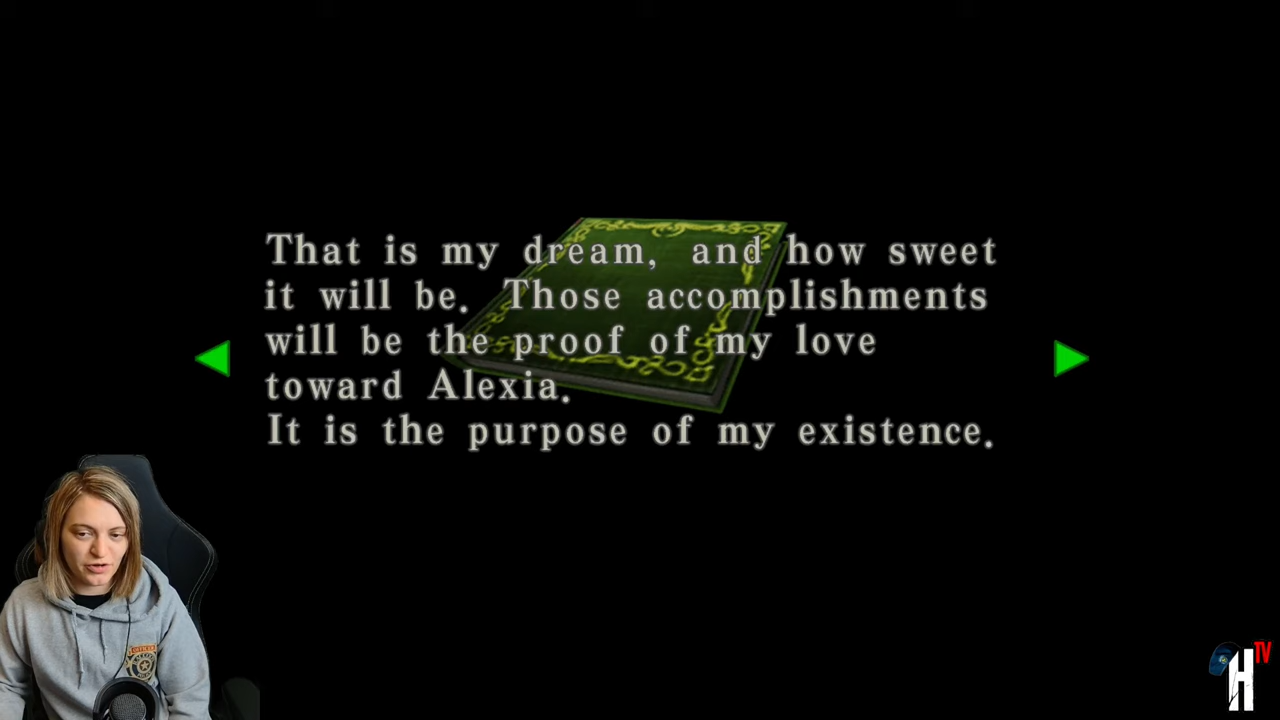 That is my dream, and how sweet
it will be. Those accomplishments
will be the proof of my love
toward Alexia.
It is the purpose of my existence.
H TV